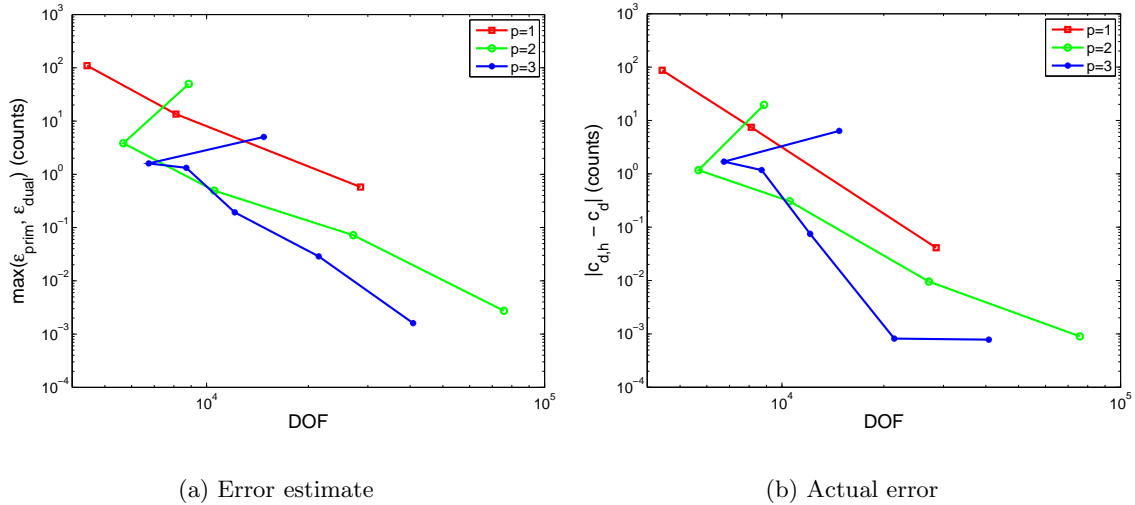 10^3
10^2
10^1
10^0
10^-1
10^-2
10^-3
10^-4
max(ε_prim, ε_dual) (counts)
p=1
p=2
p=3
10^4
10^5
DOF
(a) Error estimate
10^3
10^2
10^1
10^0
10^-1
10^-2
10^-3
10^-4
|c_d,h − c_d| (counts)
p=1
p=2
p=3
10^4
10^5
DOF
(b) Actual error